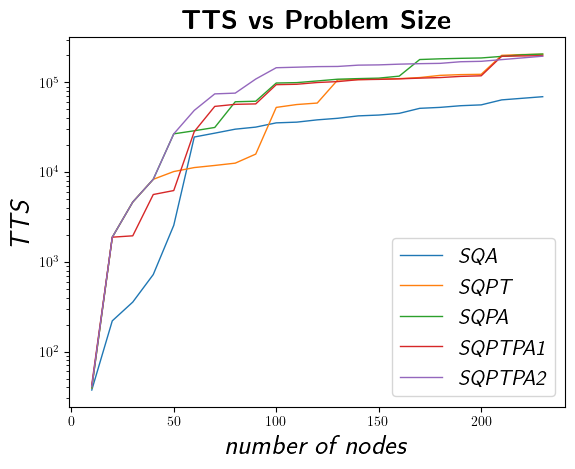 TTS vs Problem Size
TTS
10^5
10^4
10^3
10^2
0 50 100 150 200
number of nodes
SQA
SQPT
SQPA
SQPTPA1
SQPTPA2